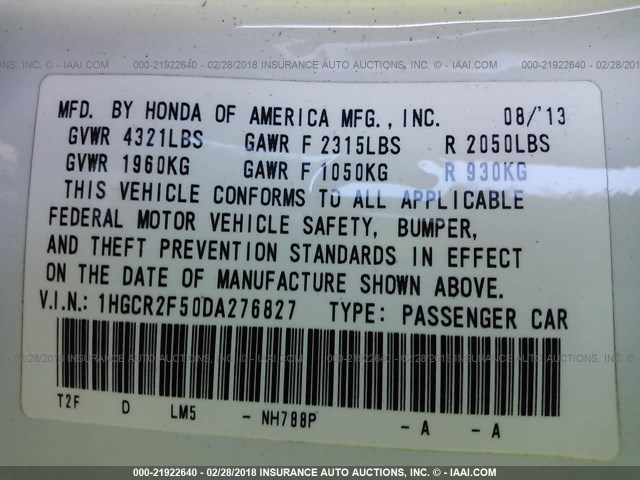 000-21922640 - 02/28/2018 INSURANCE AUTO AUCTIONS, INC. - © IAAI.COM
MFD. BY HONDA OF AMERICA MFG., INC. 08/'13
GVWR 4321LBS GAWR F 2315LBS R 2050LBS
GVWR 1960KG GAWR F 1050KG R 930KG
THIS VEHICLE CONFORMS TO ALL APPLICABLE
FEDERAL MOTOR VEHICLE SAFETY, BUMPER,
AND THEFT PREVENTION STANDARDS IN EFFECT
ON THE DATE OF MANUFACTURE SHOWN ABOVE.
V.I.N.: 1HGCR2F50DA276827 TYPE: PASSENGER CAR
000-21922640 - 02/28/2018 INSURANCE AUTO AUCTIONS, INC. - © IAAI.COM
T2F D LM5 - NH788P - A - A
000-21922640 - 02/28/2018 INSURANCE AUTO AUCTIONS, INC. - © IAAI.COM